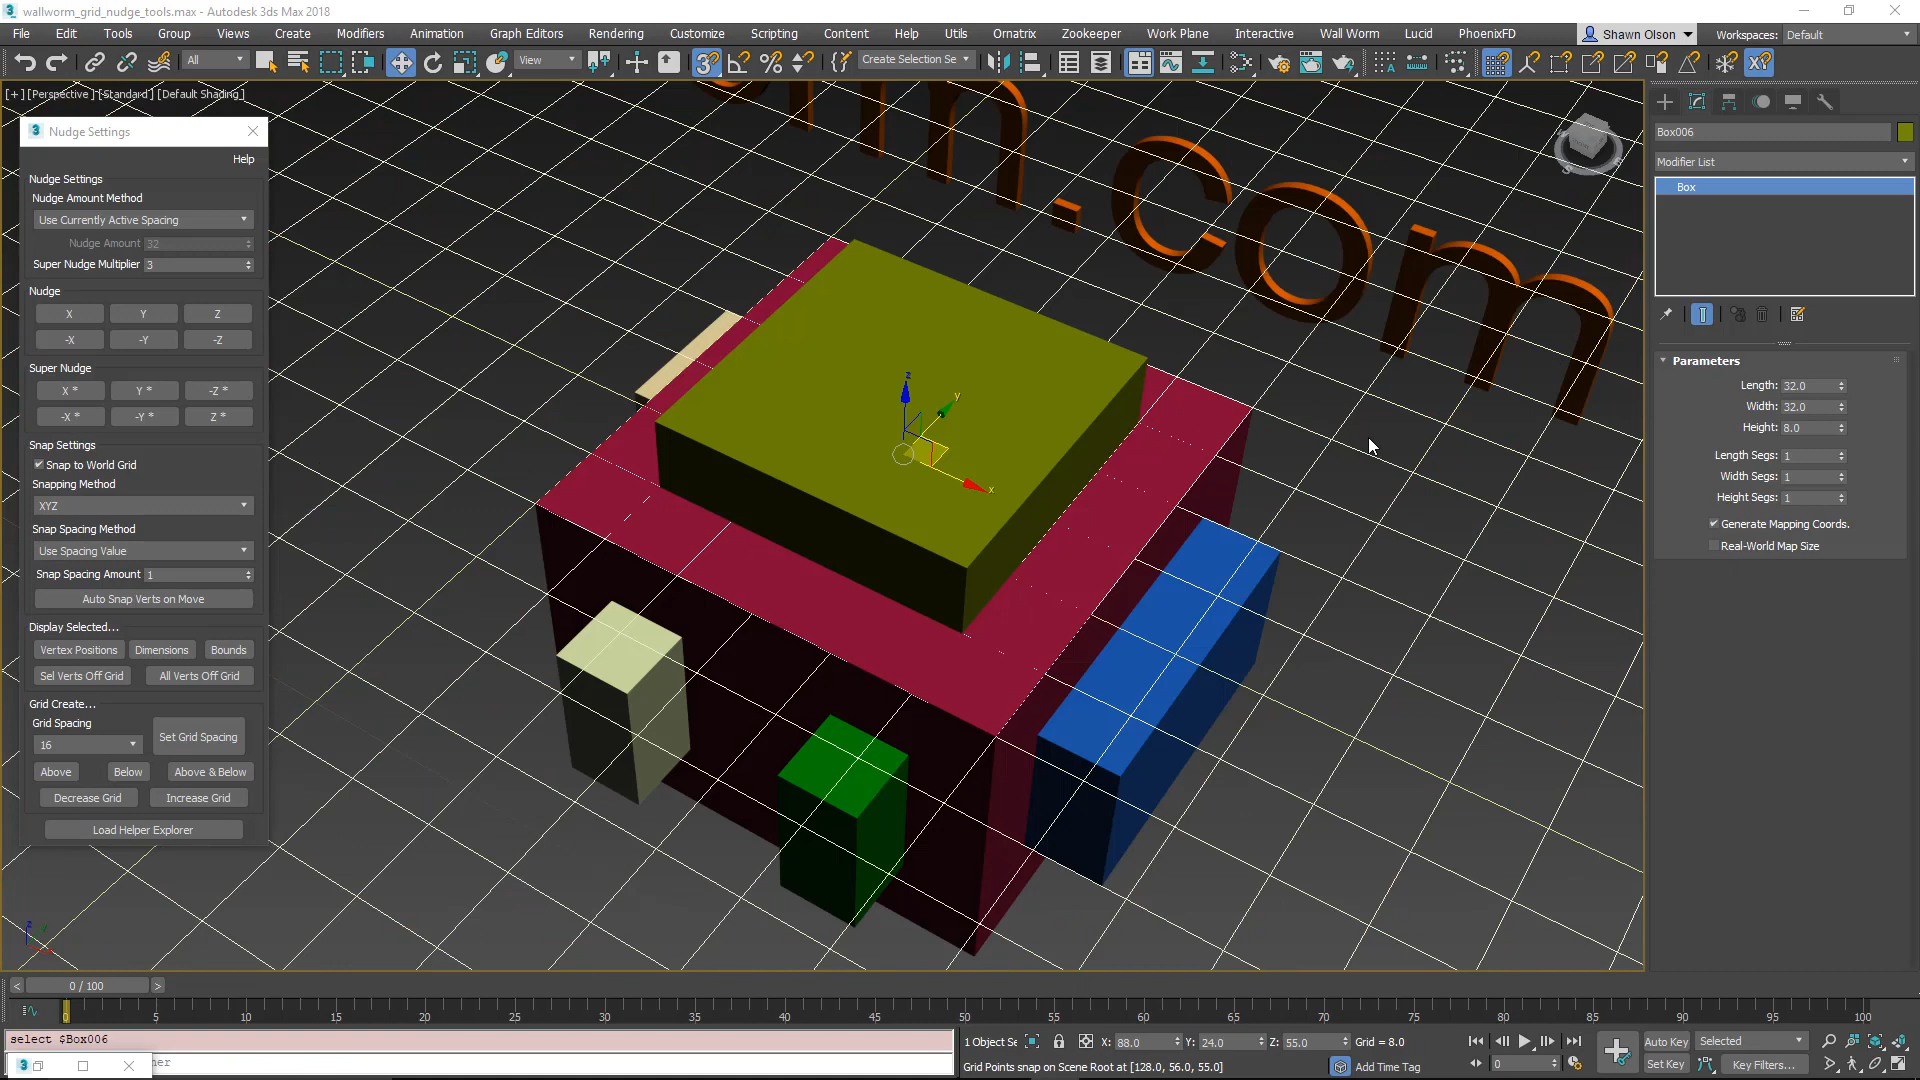 wallworm_grid_nudge_tools.max - Autodesk 3ds Max 2018
File Edit Tools Group Views Create Modifiers Animation Graph Editors Rendering Customize Scripting Content Help Utils Ornatrix Zookeeper Work Plane Interactive Wall Worm Lucid PhoenixFD Shawn Olson Workspaces: Default
All View Create Selection Se
[+] [Perspective] [Standard] [Default Shading]
m.com
Nudge Settings
Help
Nudge Settings
Nudge Amount Method
Use Currently Active Spacing
Nudge Amount 32
Super Nudge Multiplier 3
Nudge
X Y Z
-X -Y -Z
Super Nudge
X * Y * -Z *
-X * -Y * Z *
Snap Settings
Snap to World Grid
Snapping Method
XYZ
Snap Spacing Method
Use Spacing Value
Snap Spacing Amount 1
Auto Snap Verts on Move
Display Selected...
Vertex Positions Dimensions Bounds
Sel Verts Off Grid All Verts Off Grid
Grid Create...
Grid Spacing
16
Set Grid Spacing
Above Below Above & Below
Decrease Grid Increase Grid
Load Helper Explorer
z
y
x
Box006
Modifier List
Box
Parameters
Length: 32.0
Width: 32.0
Height: 8.0
Length Segs: 1
Width Segs: 1
Height Segs: 1
Generate Mapping Coords.
Real-World Map Size
< 0 / 100 >
0 5 10 15 20 25 30 35 40 45 50 55 60 65 70 75 80 85 90 95 100
select $Box006
1 Object Se X: 88.0 Y: 24.0 Z: 55.0 Grid = 8.0
Grid Points snap on Scene Root at [128.0, 56.0, 55.0]
Add Time Tag
0
Auto Key Selected
Set Key Key Filters...